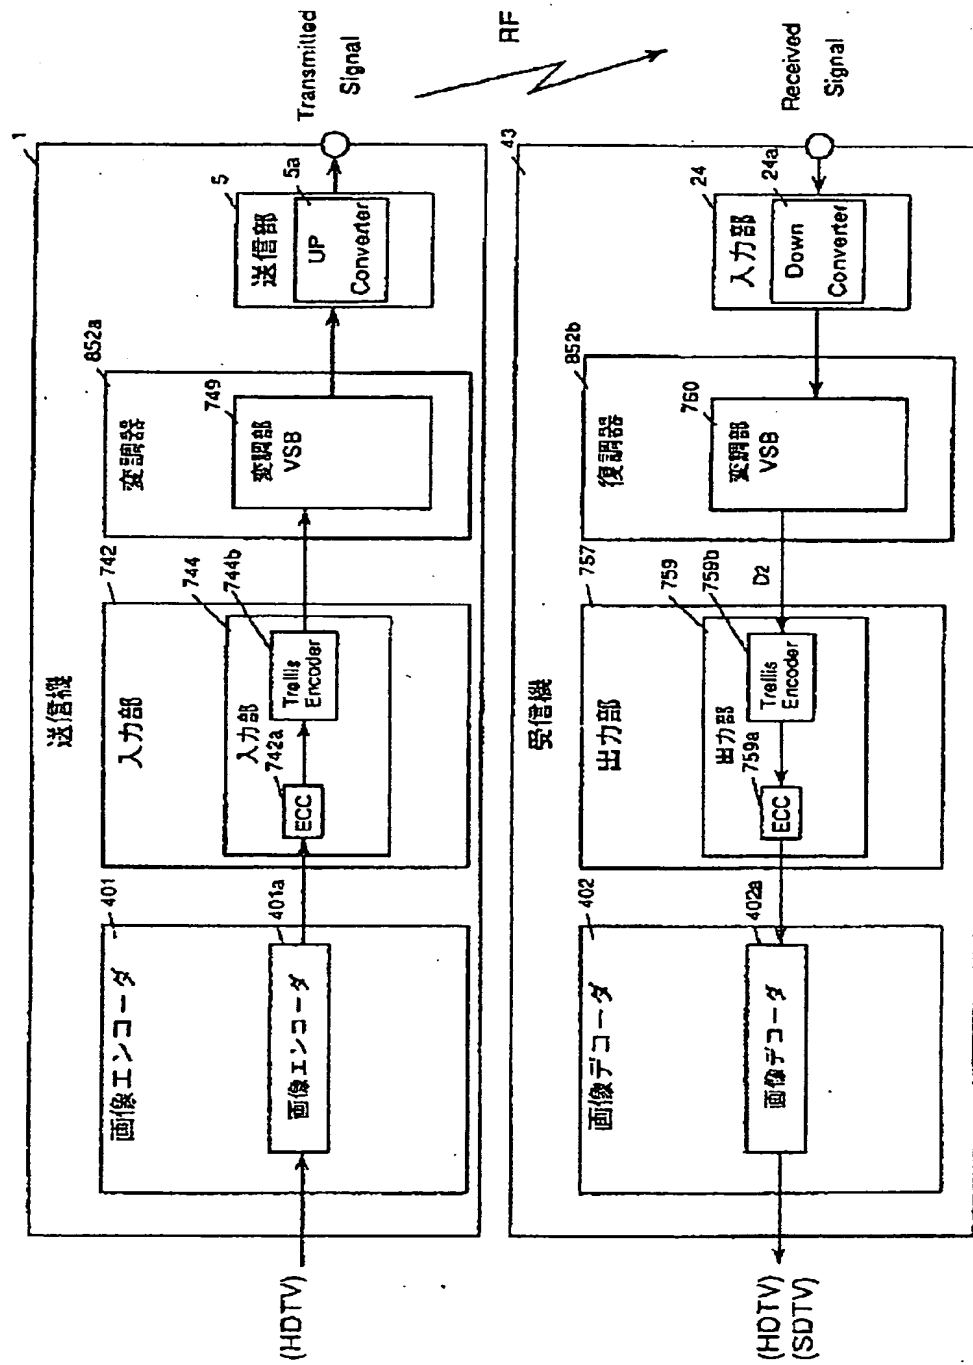 1
送信機
(HDTV)
401
画像エンコーダ
401a
画像エンコーダ
742
入力部
744
744b
入力部
742a
ECC
Trellis
Encoder
852a
変調器
749
変調部
VSB
5
送信部
5a
UP
Converter
Transmitted
Signal
RF
43
受信機
(HDTV)
(SDTV)
402
画像デコーダ
402a
画像デコーダ
757
出力部
759
759b
出力部
759a
ECC
Trellis
Encoder
D2
852b
復調器
760
変調部
VSB
24
入力部
24a
Down
Converter
Received
Signal